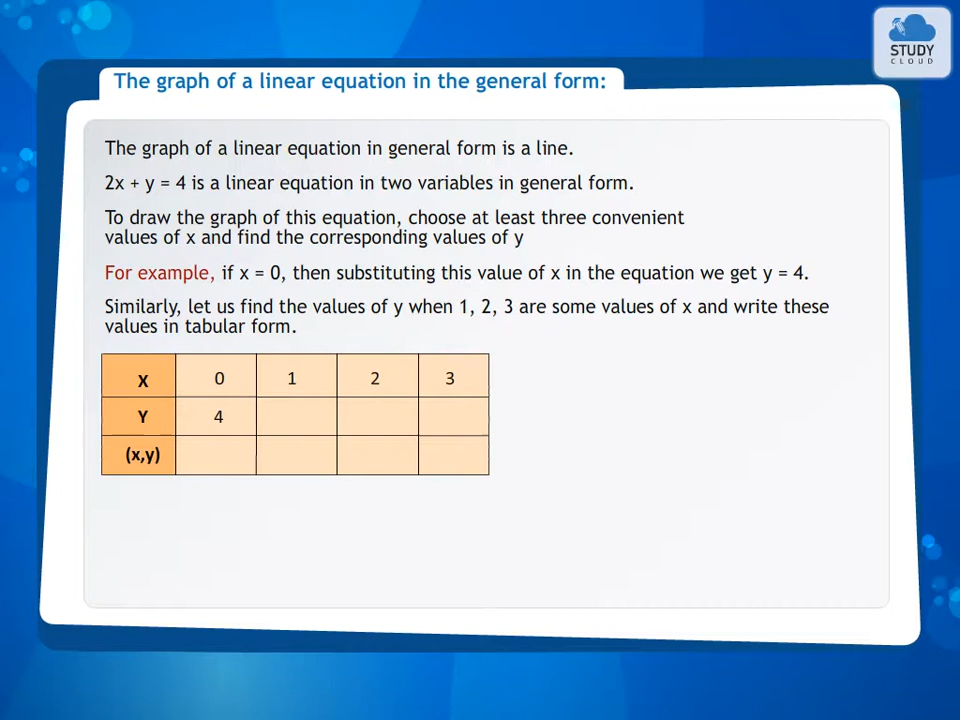 STUDY
CLOUD
The graph of a linear equation in the general form:
The graph of a linear equation in general form is a line.
2x + y = 4 is a linear equation in two variables in general form.
To draw the graph of this equation, choose at least three convenient
values of x and find the corresponding values of y
For example, if x = 0, then substituting this value of x in the equation we get y = 4.
Similarly, let us find the values of y when 1, 2, 3 are some values of x and write these
values in tabular form.
X 0 1 2 3
Y 4
(x,y)